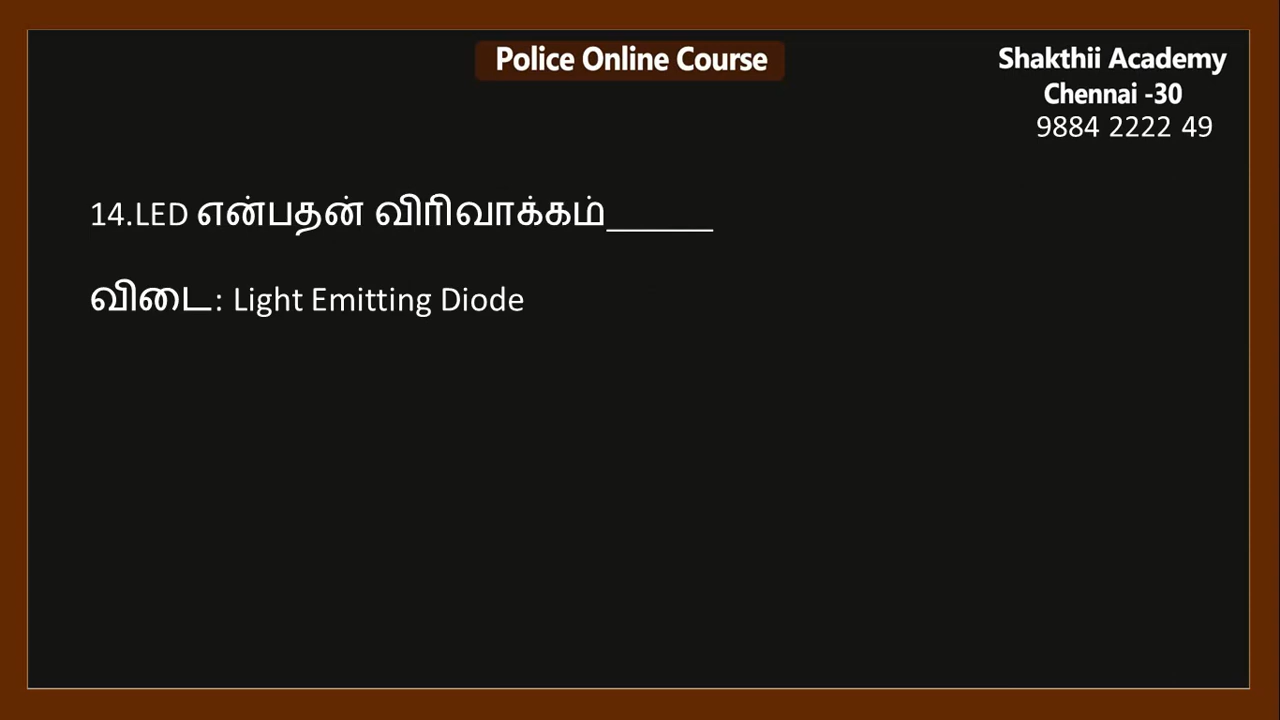 Police Online Course
Shakthii Academy
Chennai -30
9884 2222 49
14.LED என்பதன் விரிவாக்கம்______
விடை: Light Emitting Diode